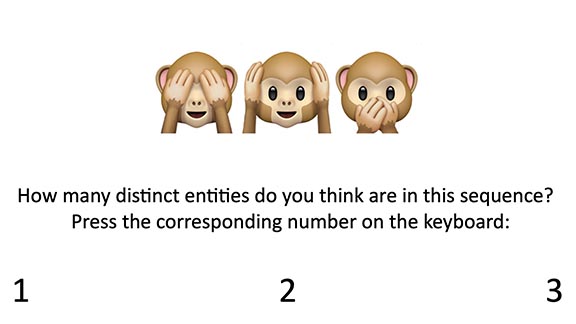 How many distinct entities do you think are in this sequence?
Press the corresponding number on the keyboard:
1 2 3